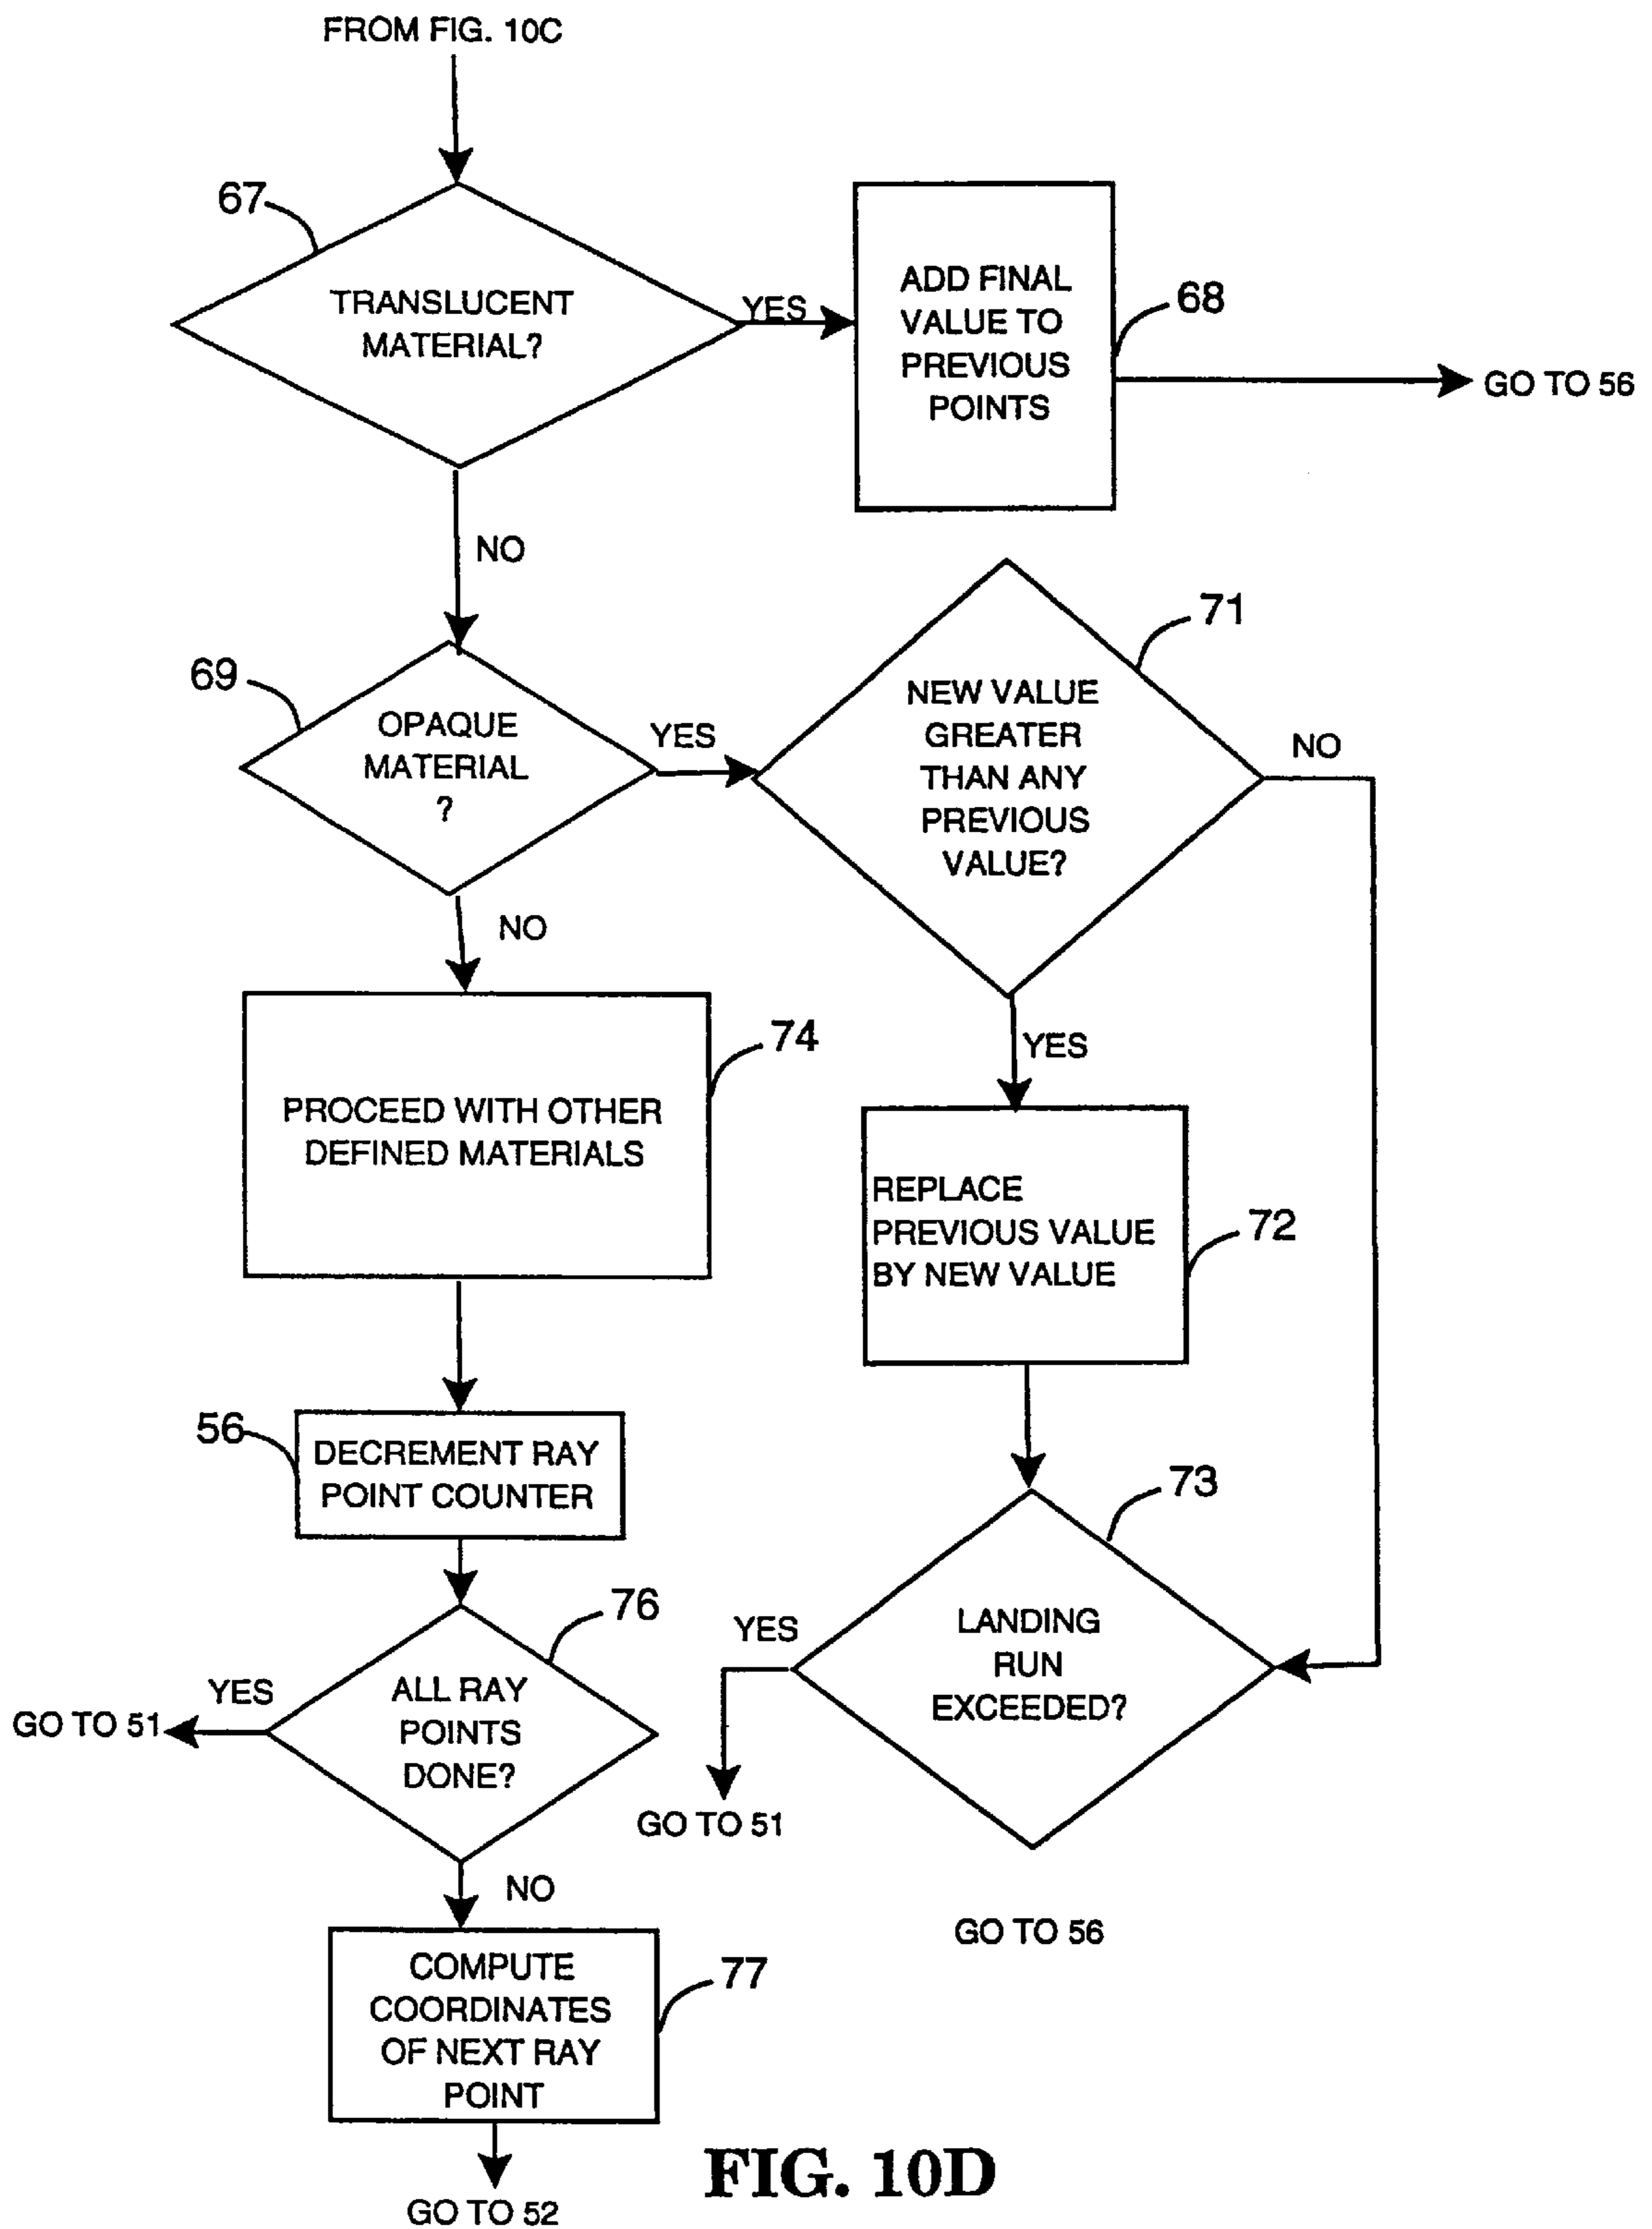 FROM FIG. 10C
67
TRANSLUCENT
MATERIAL?
YES
ADD FINAL
VALUE TO
PREVIOUS
POINTS
68
GO TO 56
NO
69
OPAQUE
MATERIAL
?
YES
71
NEW VALUE
GREATER
THAN ANY
PREVIOUS
VALUE?
NO
NO
YES
74
PROCEED WITH OTHER
DEFINED MATERIALS
REPLACE
PREVIOUS VALUE
BY NEW VALUE
72
56
DECREMENT RAY
POINT COUNTER
73
LANDING
RUN
EXCEEDED?
YES
GO TO 51
76
ALL RAY
POINTS
DONE?
YES
GO TO 51
NO
GO TO 56
COMPUTE
COORDINATES
OF NEXT RAY
POINT
77
GO TO 52
FIG. 10D